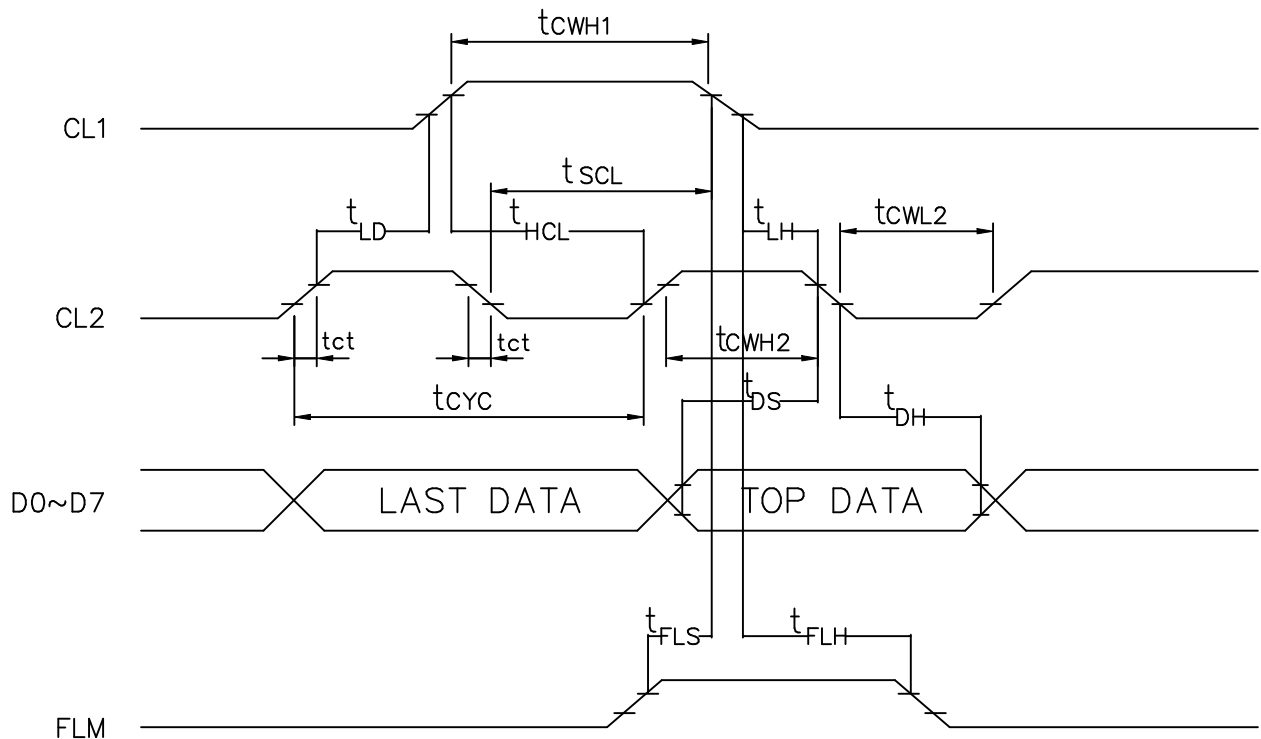 tCWH1
CL1
tSCL
tLD
tHCL
tLH
tCWL2
CL2
tct
tct
tCWH2
tCYC
tDS
tDH
D0~D7
LAST DATA
TOP DATA
tFLS
tFLH
FLM